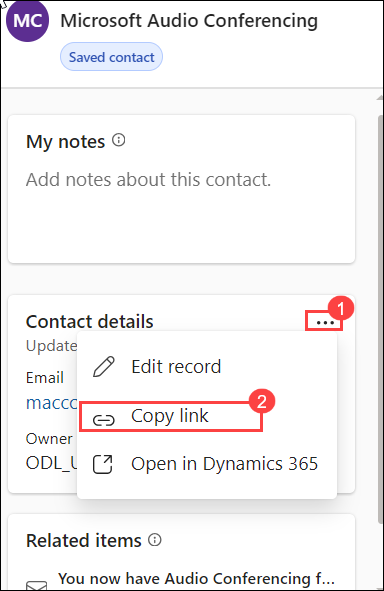 MC
Microsoft Audio Conferencing
Saved contact
My notes
Add notes about this contact.
1
Contact details
...
Update
Edit record
Email
maccc
2
Copy link
Owner
ODL_U
Open in Dynamics 365
Related items
You now have Audio Conferencing f...